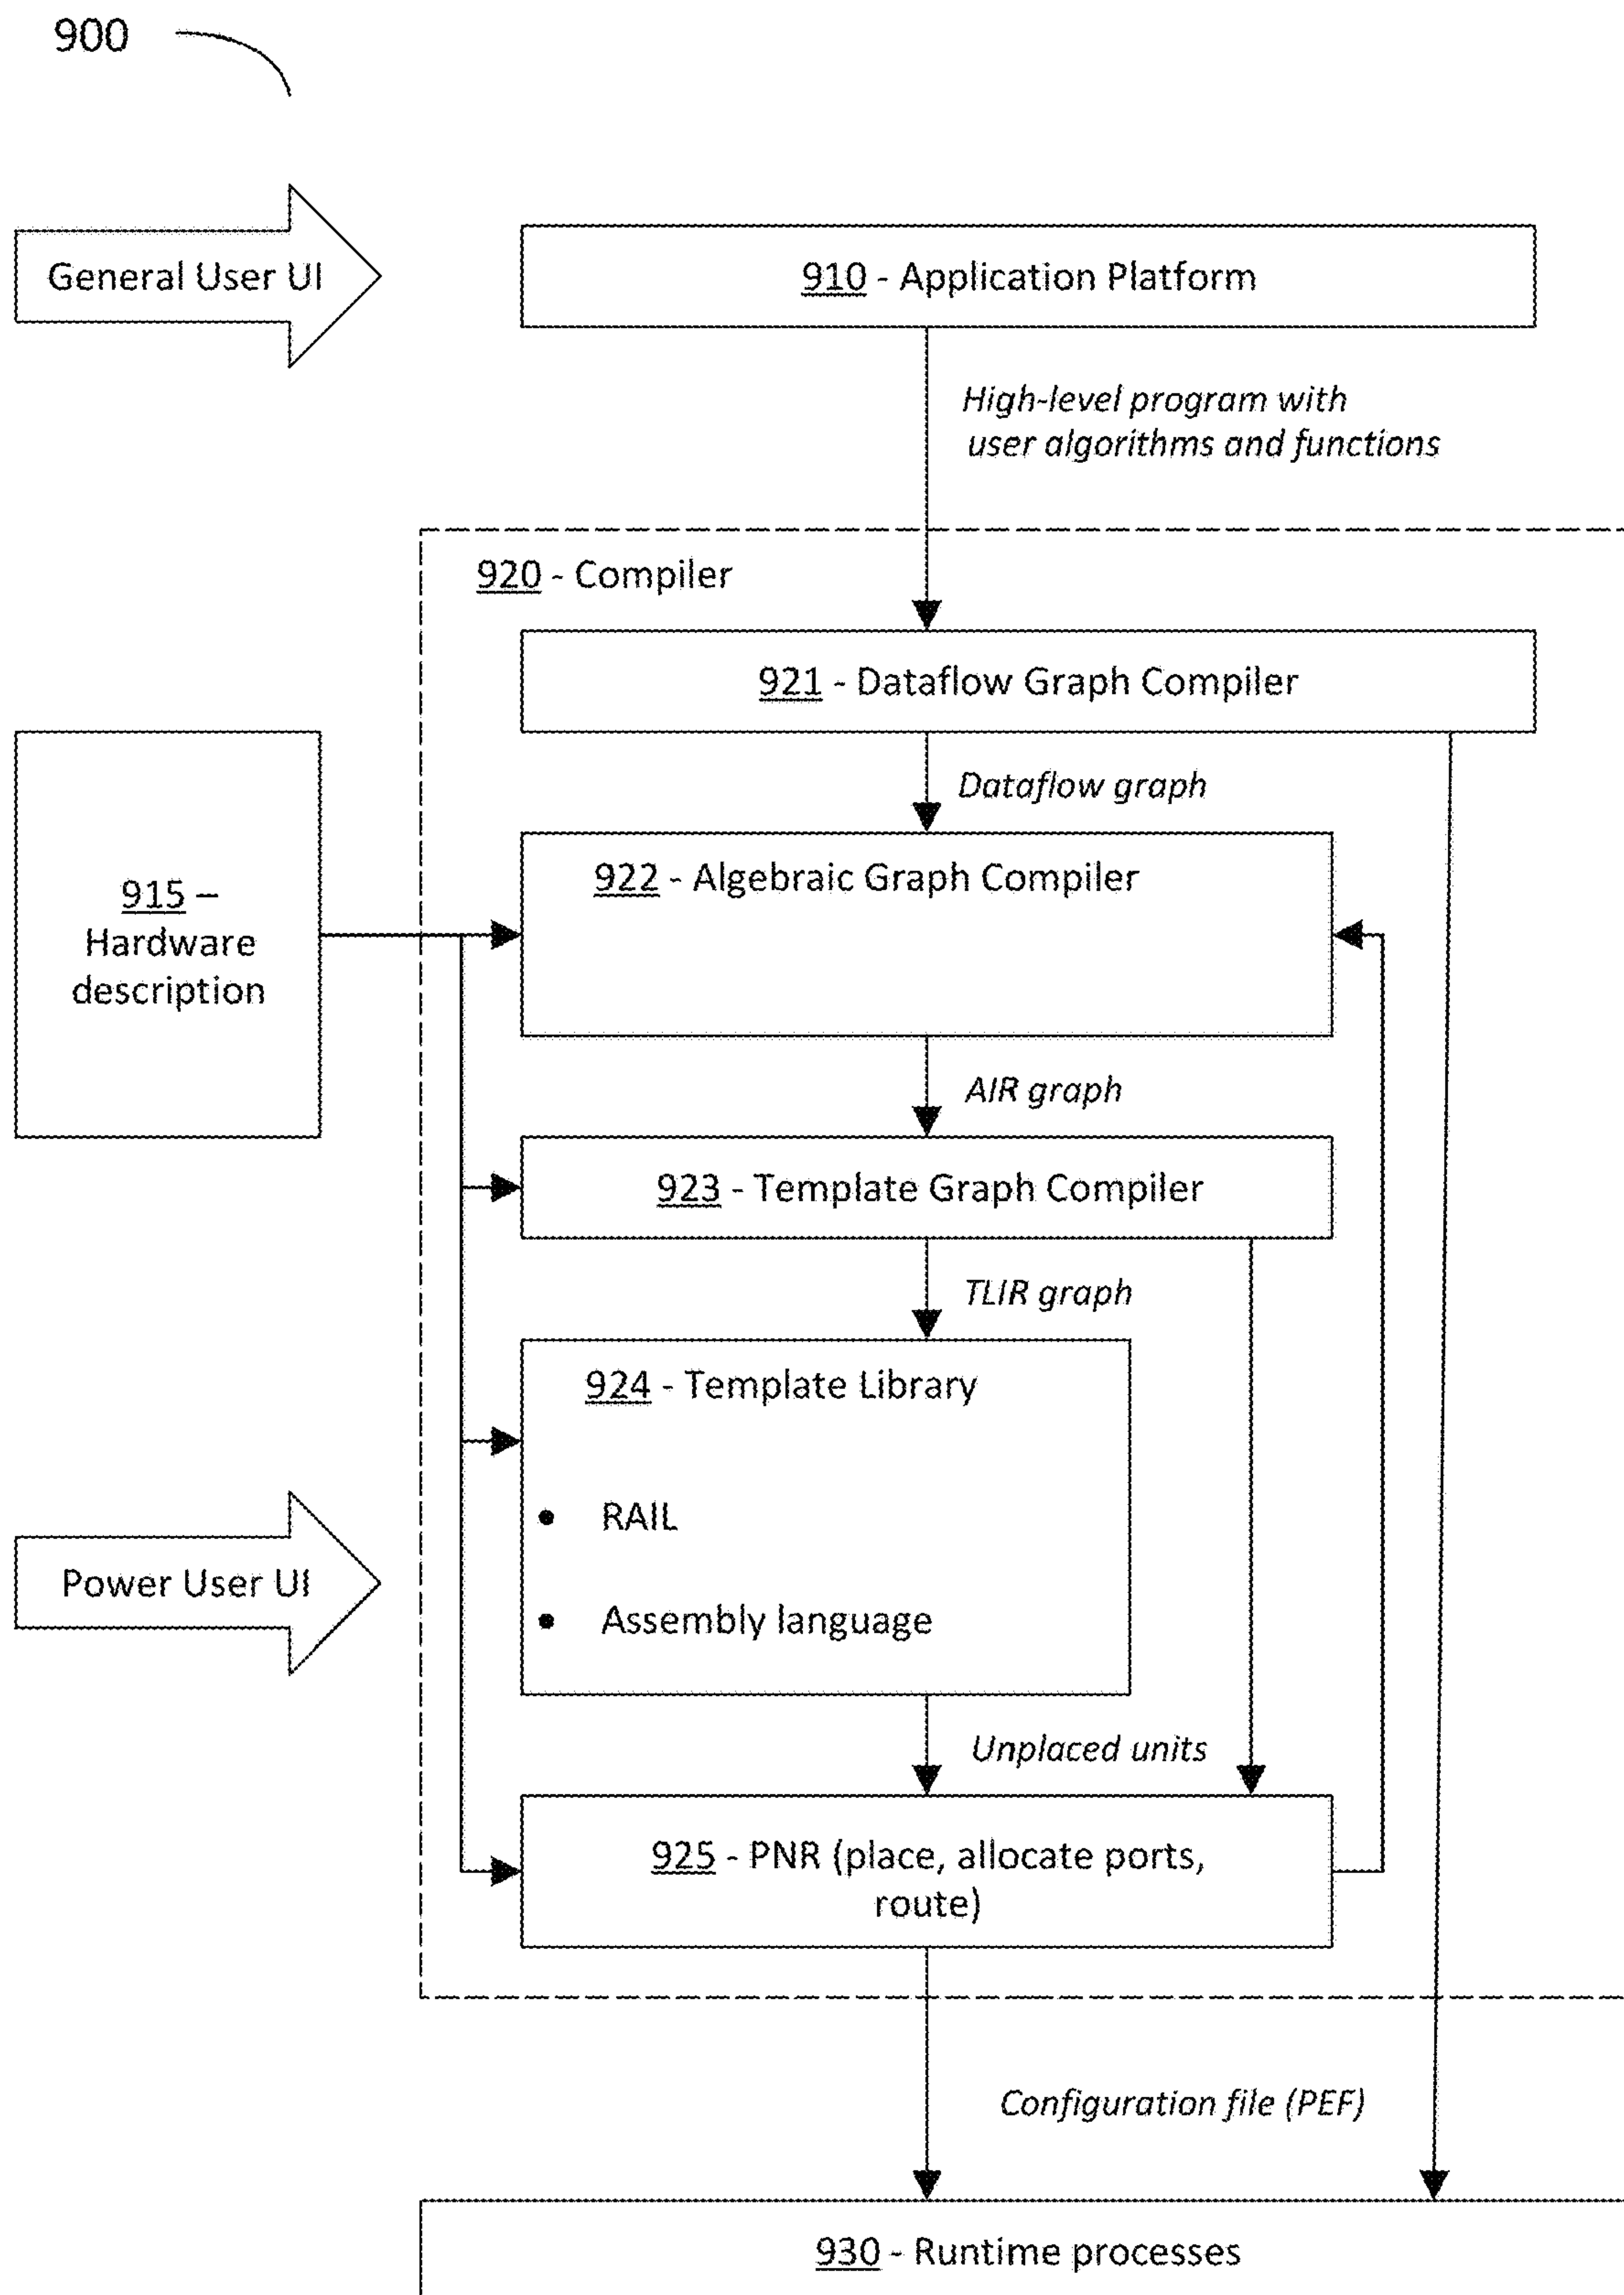 900
General User UI
910 - Application Platform
High-level program with
user algorithms and functions
920 - Compiler
921 - Dataflow Graph Compiler
Dataflow graph
915 –
Hardware
description
922 - Algebraic Graph Compiler
AIR graph
923 - Template Graph Compiler
TLIR graph
924 - Template Library
• RAIL
• Assembly language
Power User UI
Unplaced units
925 - PNR (place, allocate ports,
route)
Configuration file (PEF)
930 - Runtime processes